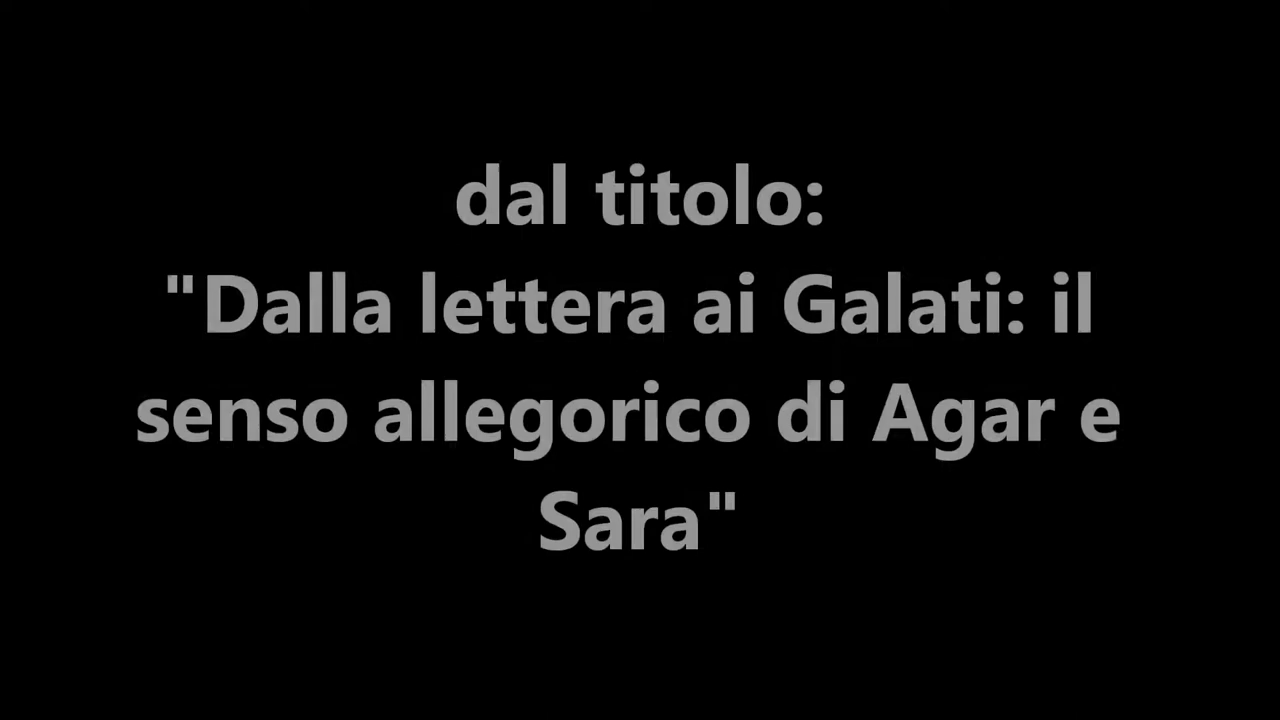 dal titolo:
"Dalla lettera ai Galati: il
senso allegorico di Agar e
Sara"